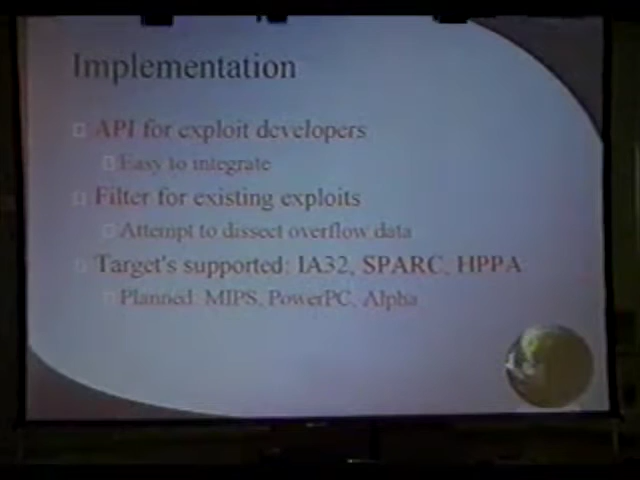 Implementation
API for exploit developers
Easy to integrate
Filter for existing exploits
Attempt to dissect overflow data
Target's supported: IA32, SPARC, HPPA
Planned: MIPS, PowerPC, Alpha